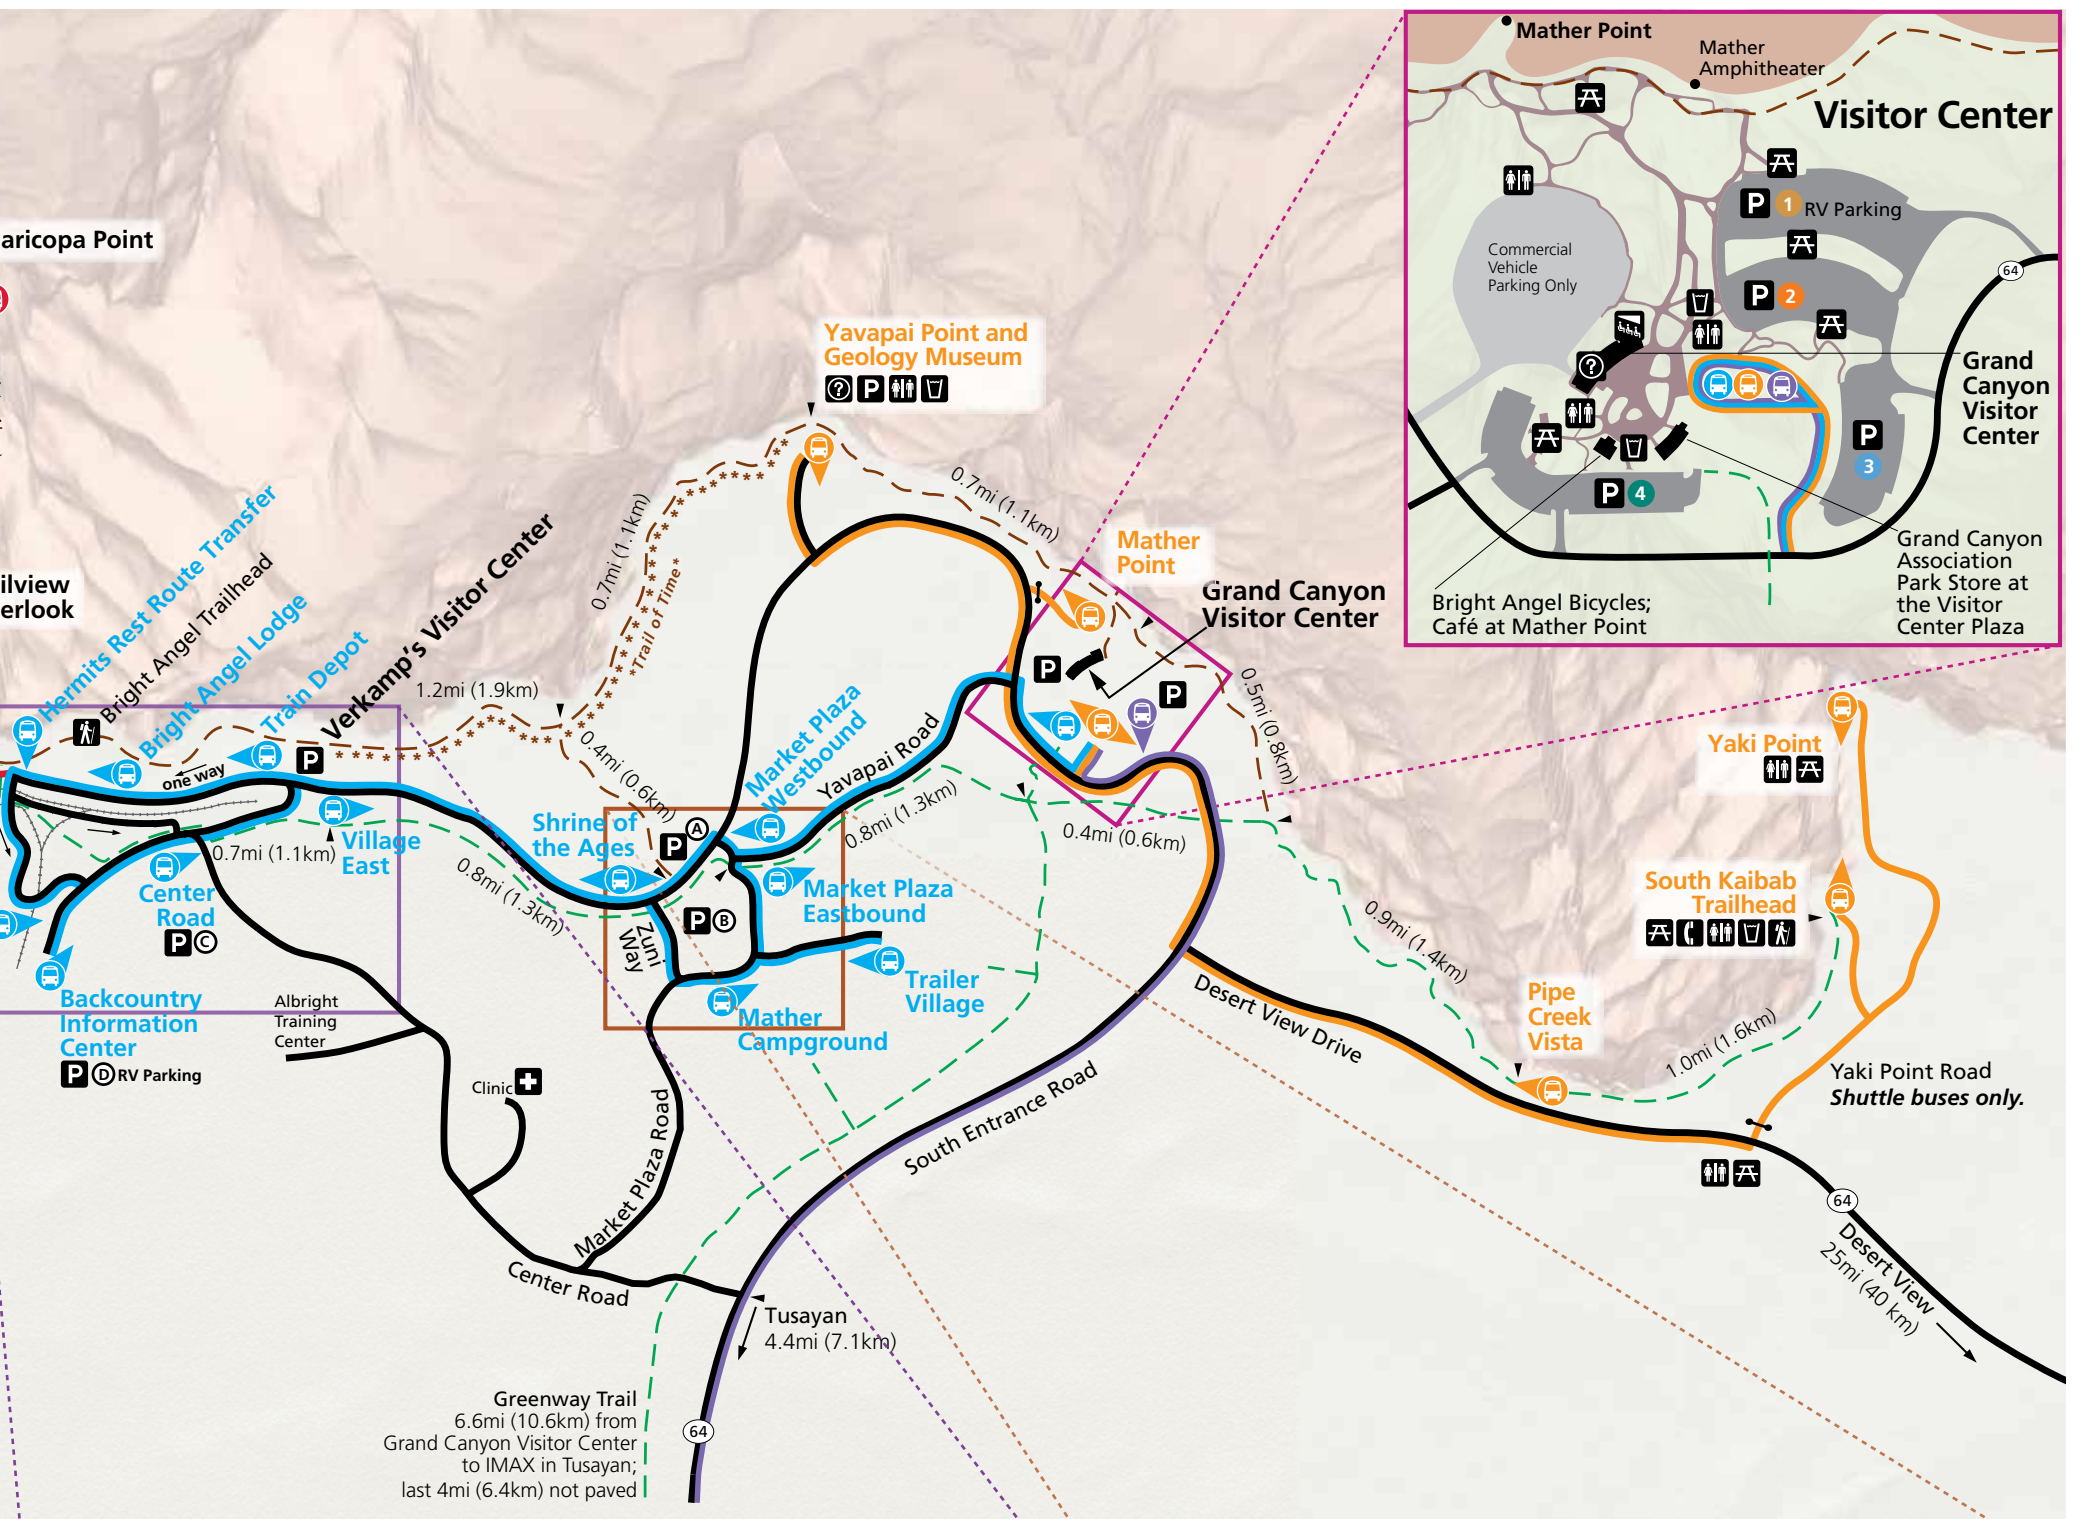 Mather Point
Mather
Amphitheater
Visitor Center
P 1 RV Parking
Commercial
Vehicle
Parking Only
P 2
64
?
Grand
Canyon
Visitor
Center
P
3
P 4
Grand Canyon
Association
Park Store at
the Visitor
Center Plaza
Bright Angel Bicycles;
Café at Mather Point
aricopa Point
Yavapai Point and
Geology Museum
? P
0.7mi (1.1km)
0.7mi (1.1km)
"Trail of Time"
Mather
Point
Grand Canyon
Visitor Center
P
P
0.5mi (0.8km)
ilview
erlook
Hermits Rest Route Transfer
Bright Angel Trailhead
Bright Angel Lodge
Train Depot
Verkamp's Visitor Center
P
one way
1.2mi (1.9km)
0.4mi (0.6km)
Market Plaza
Westbound
Yavapai Road
0.8mi (1.3km)
0.4mi (0.6km)
Shrine of
the Ages
P A
Village
East
0.7mi (1.1km)
0.8mi (1.3km)
Center
Road
P C
Market Plaza
Eastbound
P B
Zuni
Way
Trailer
Village
Mather
Campground
Backcountry
Information
Center
P D RV Parking
Albright
Training
Center
Clinic
Market Plaza Road
Center Road
South Entrance Road
Desert View Drive
Yaki Point
South Kaibab
Trailhead
0.9mi (1.4km)
Pipe
Creek
Vista
1.0mi (1.6km)
Yaki Point Road
Shuttle buses only.
64
Desert View
25mi (40 km)
Tusayan
4.4mi (7.1km)
Greenway Trail
6.6mi (10.6km) from
Grand Canyon Visitor Center
to IMAX in Tusayan;
last 4mi (6.4km) not paved
64